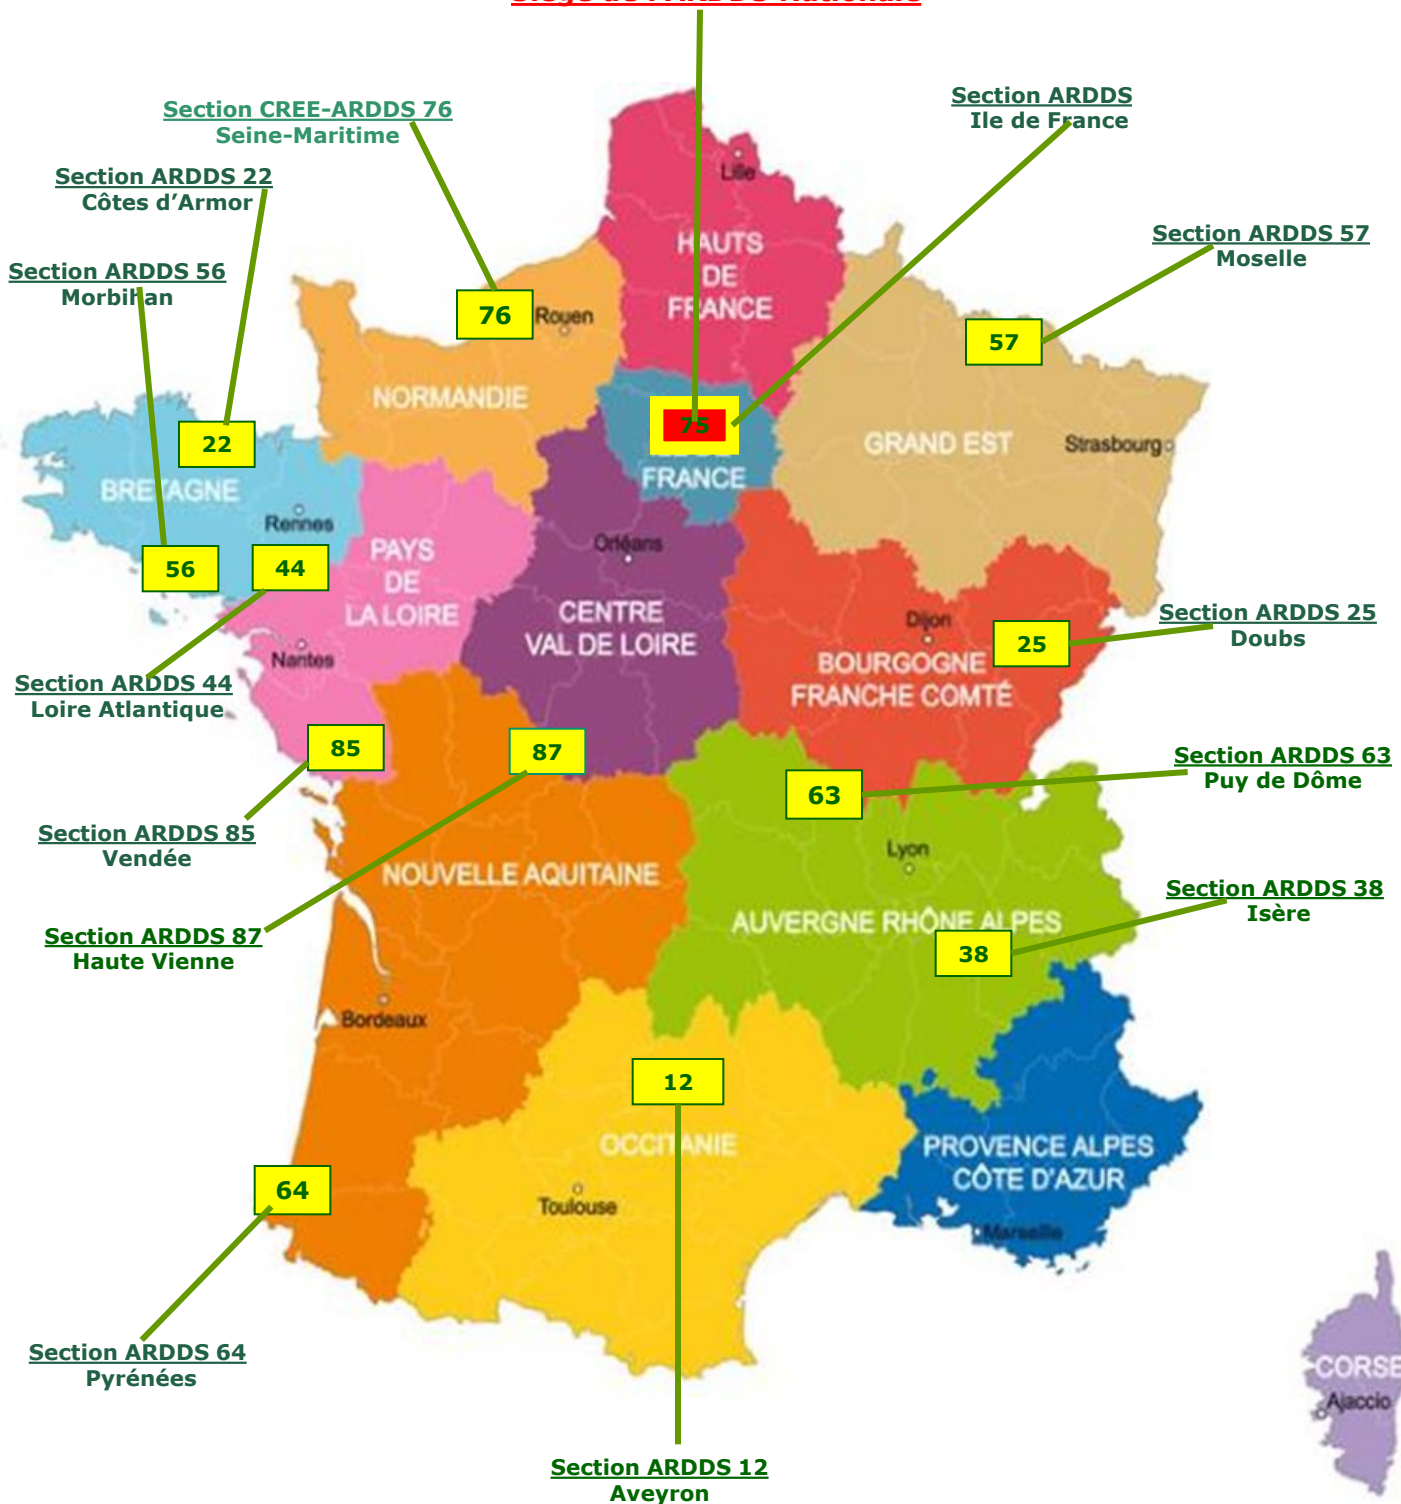 Siège de l'ARDDS Nationale
Section CREE-ARDDS 76
Seine-Maritime
Section ARDDS
Ile de France
Section ARDDS 22
Côtes d’Armor
Section ARDDS 57
Moselle
Section ARDDS 56
Morbihan
Lille
HAUTS
DE
FRANCE
76
Rouen
57
NORMANDIE
75
22
GRAND EST
Strasbourg
FRANCE
BRETAGNE
Rennes
Orléans
PAYS
DE
LA LOIRE
56
44
CENTRE
VAL DE LOIRE
Dijon
25
Section ARDDS 25
Doubs
Nantes
BOURGOGNE
FRANCHE COMTÉ
Section ARDDS 44
Loire Atlantique
85
87
Section ARDDS 63
Puy de Dôme
63
Section ARDDS 85
Vendée
Lyon
NOUVELLE AQUITAINE
Section ARDDS 38
Isère
AUVERGNE RHÔNE ALPES
38
Section ARDDS 87
Haute Vienne
Bordeaux
12
OCCITANIE
PROVENCE ALPES
CÔTE D'AZUR
64
Toulouse
Marseille
Section ARDDS 64
Pyrénées
CORSE
Ajaccio
Section ARDDS 12
Aveyron